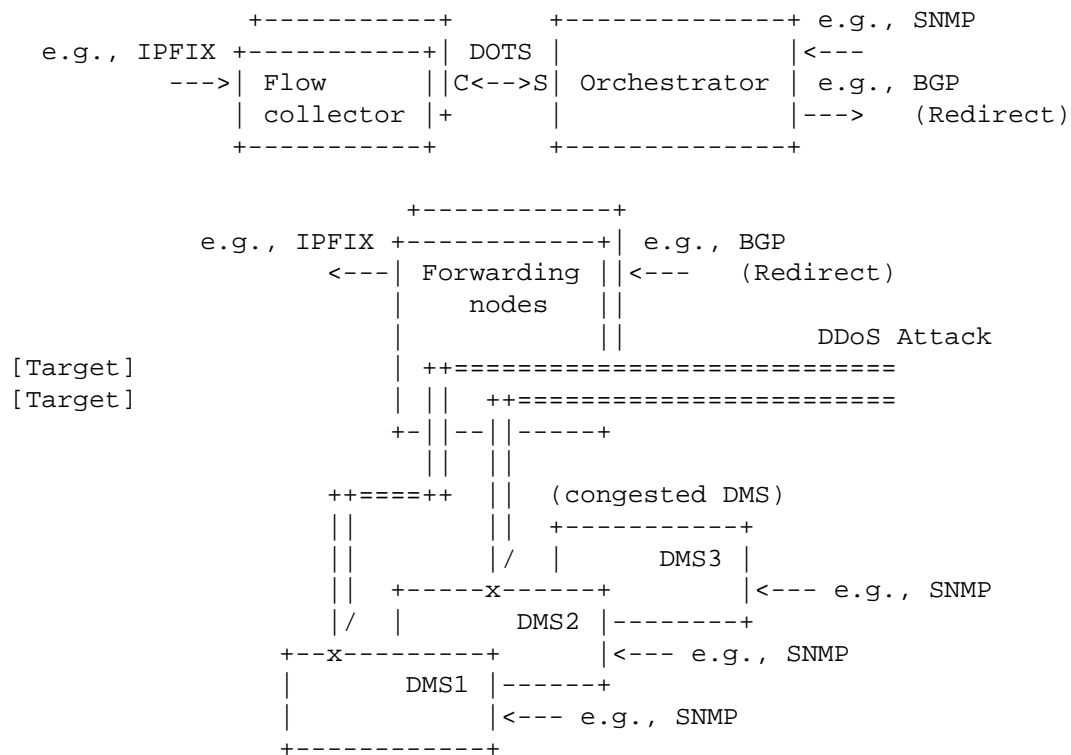 e.g., SNMP
e.g., IPFIX DOTS
Flow C<-->S Orchestrator e.g., BGP
collector (Redirect)
e.g., IPFIX e.g., BGP
Forwarding (Redirect)
nodes
DDoS Attack
[Target]
[Target]
(congested DMS)
DMS3
x e.g., SNMP
DMS2
x e.g., SNMP
DMS1
e.g., SNMP